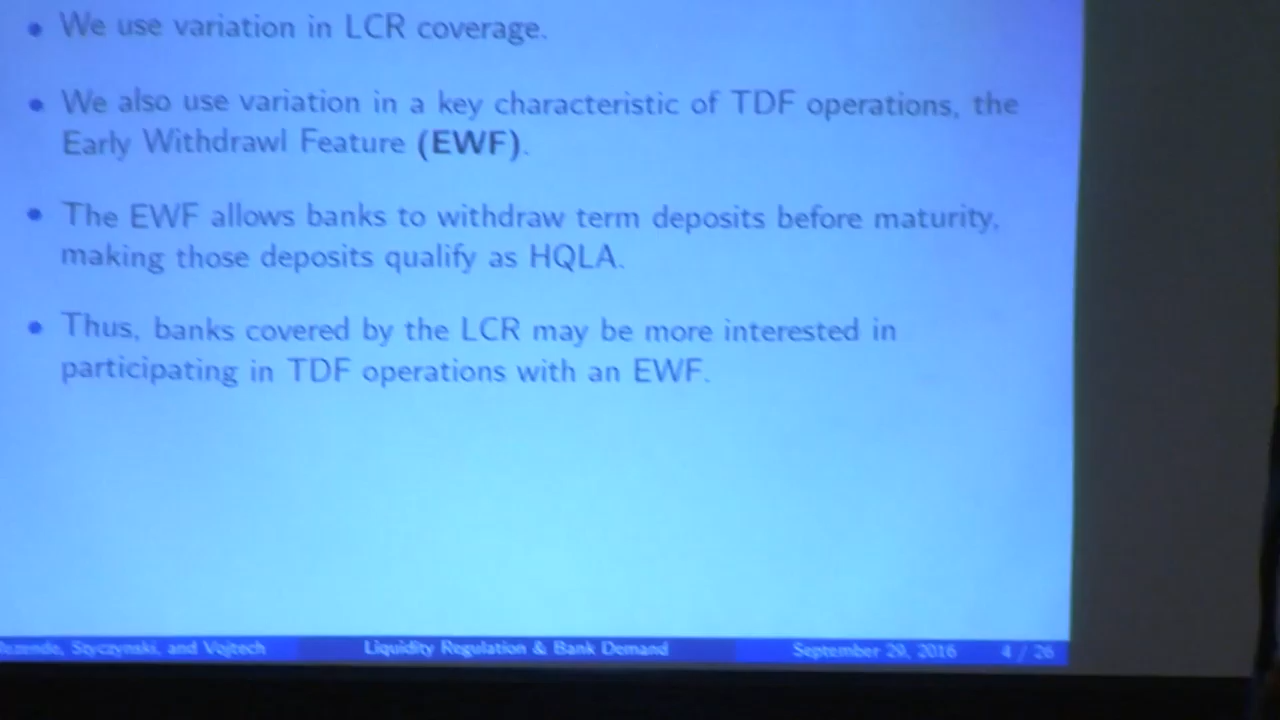 We use variation in LCR coverage.
We also use variation in a key characteristic of TDF operations, the
Early Withdrawl Feature (EWF).
The EWF allows banks to withdraw term deposits before maturity,
making those deposits qualify as HQLA.
Thus, banks covered by the LCR may be more interested in
participating in TDF operations with an EWF.
Rezende, Styczynski, and Vojtech Liquidity Regulation & Bank Demand September 29, 2016 4 / 26